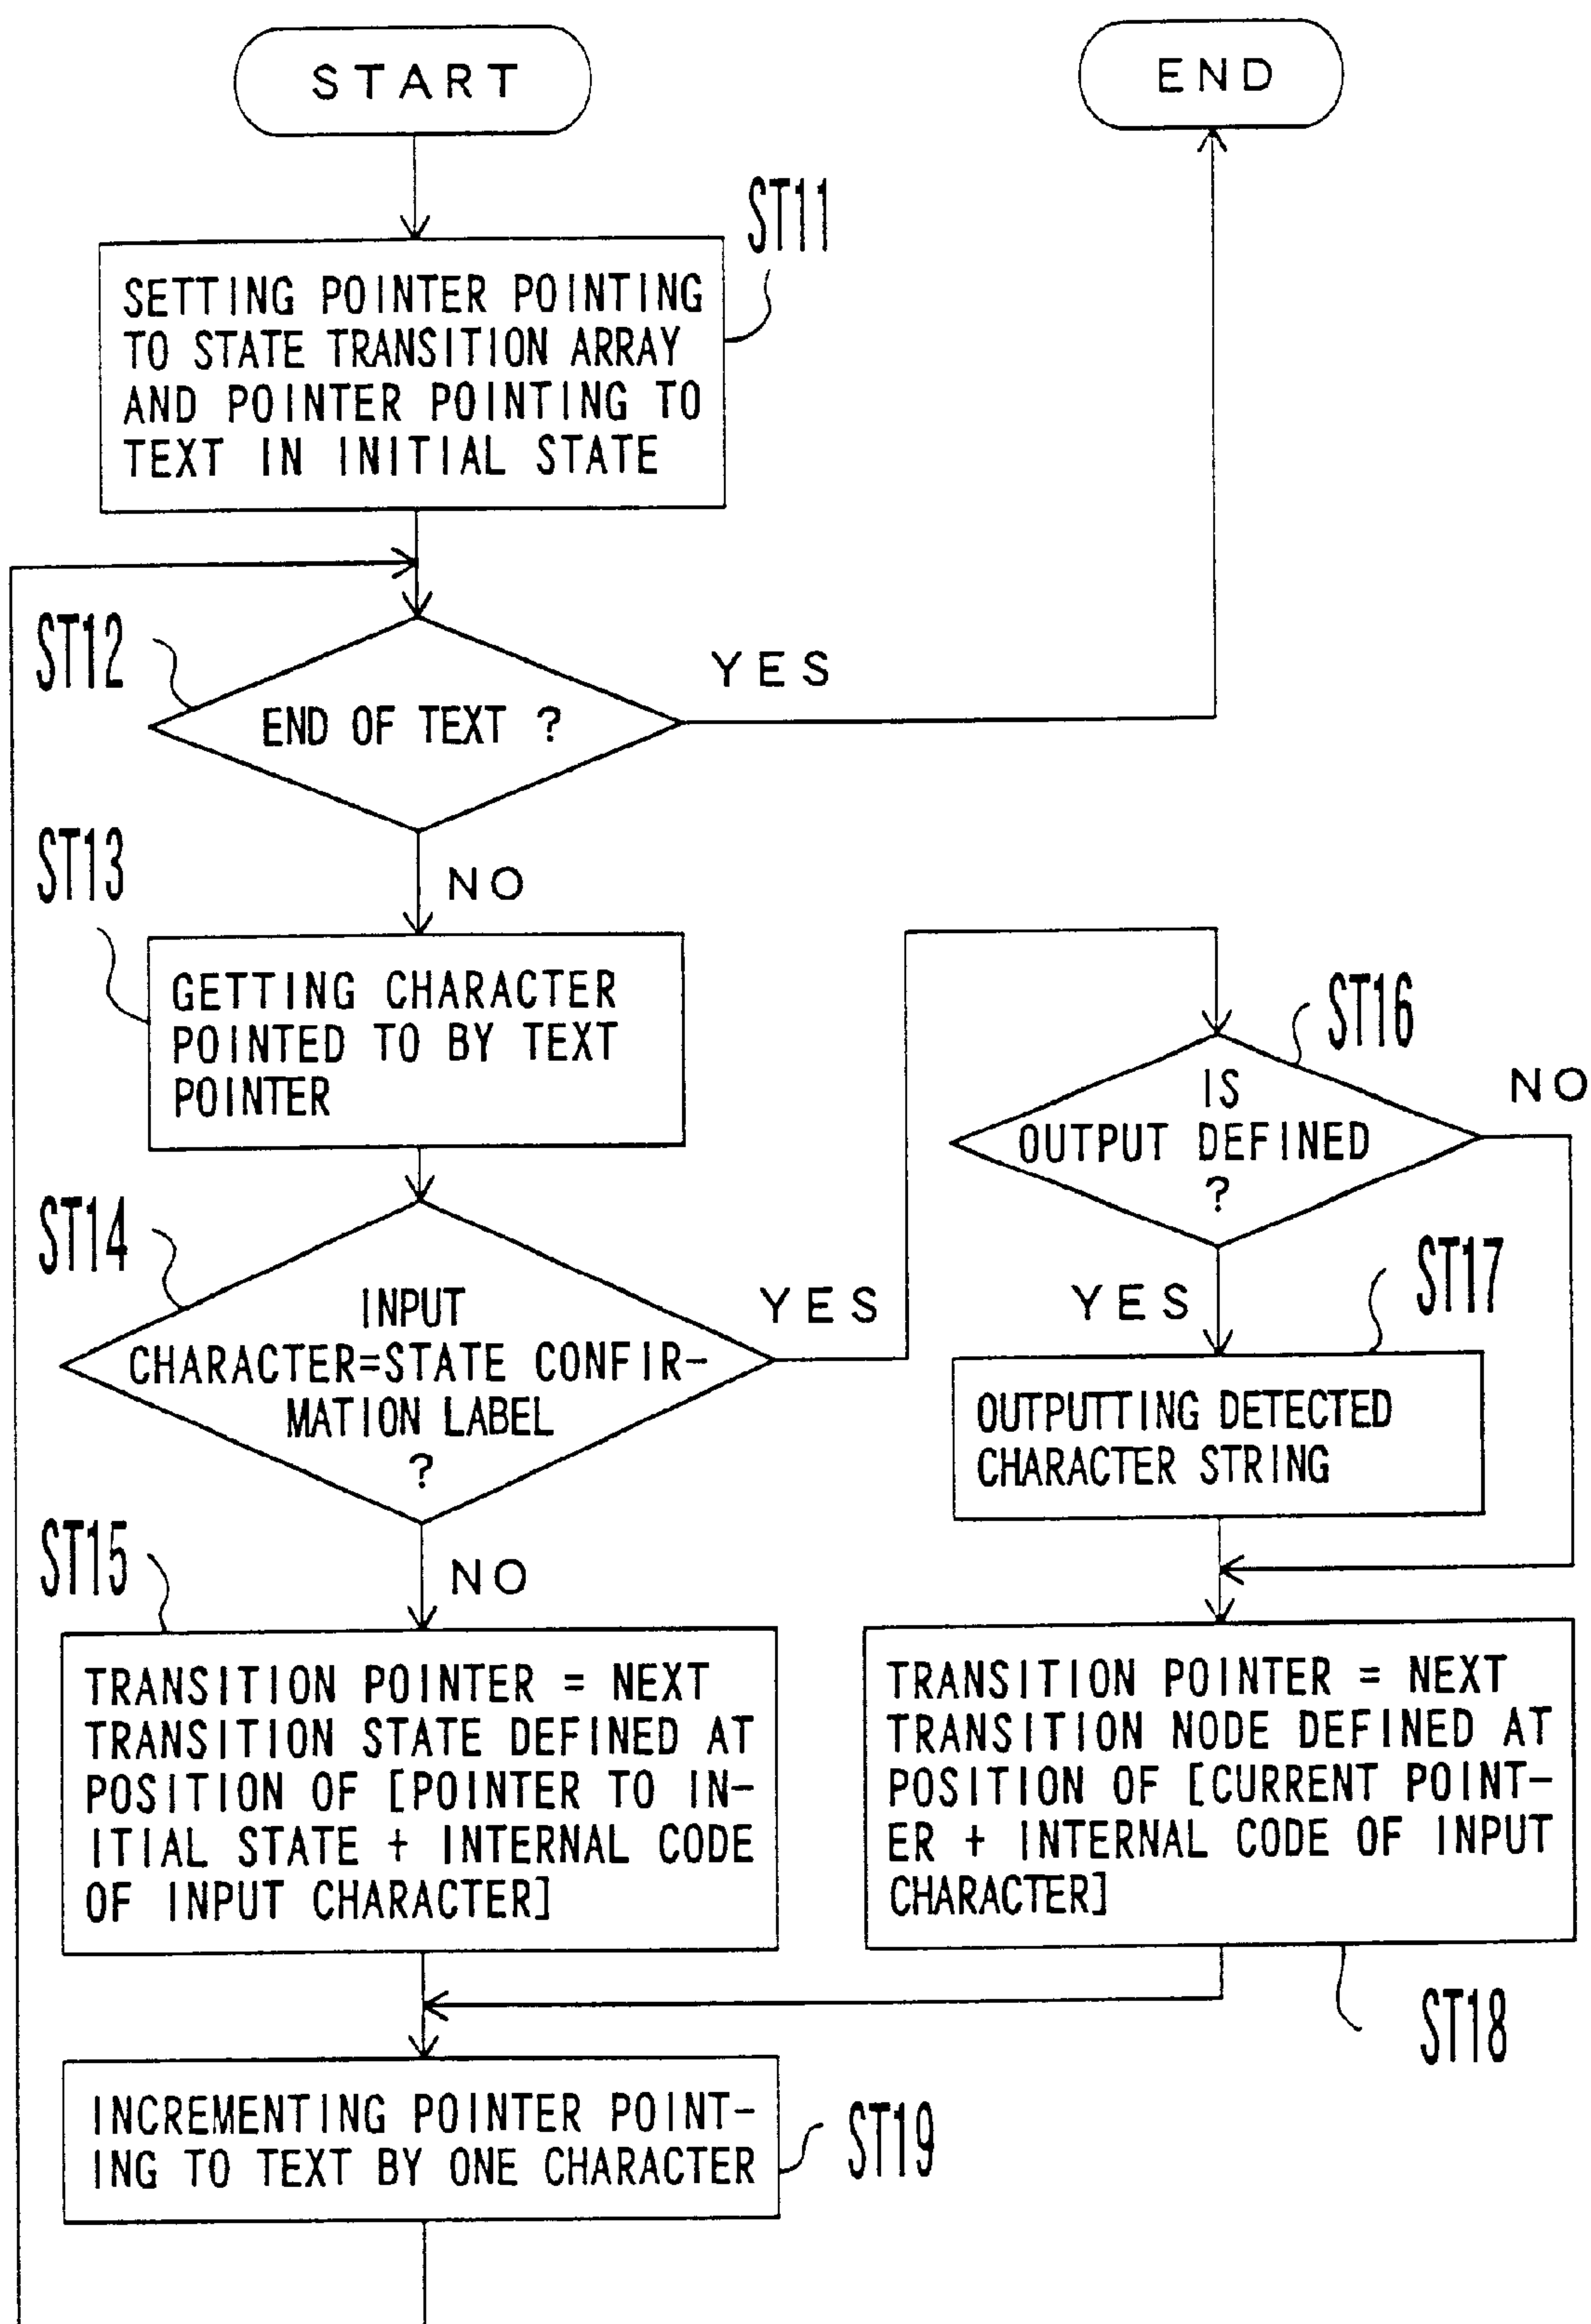 START
END
ST11
SETTING POINTER POINTING
TO STATE TRANSITION ARRAY
AND POINTER POINTING TO
TEXT IN INITIAL STATE
ST12
YES
END OF TEXT ?
ST13
NO
GETTING CHARACTER
POINTED TO BY TEXT
POINTER
ST14
INPUT
CHARACTER=STATE CONFIR-
MATION LABEL
?
YES
ST16
IS
OUTPUT DEFINED
?
NO
YES
ST17
OUTPUTTING DETECTED
CHARACTER STRING
ST15
NO
TRANSITION POINTER = NEXT
TRANSITION STATE DEFINED AT
POSITION OF [POINTER TO IN-
ITIAL STATE + INTERNAL CODE
OF INPUT CHARACTER]
TRANSITION POINTER = NEXT
TRANSITION NODE DEFINED AT
POSITION OF [CURRENT POINT-
ER + INTERNAL CODE OF INPUT
CHARACTER]
ST18
INCREMENTING POINTER POINT-
ING TO TEXT BY ONE CHARACTER
ST19